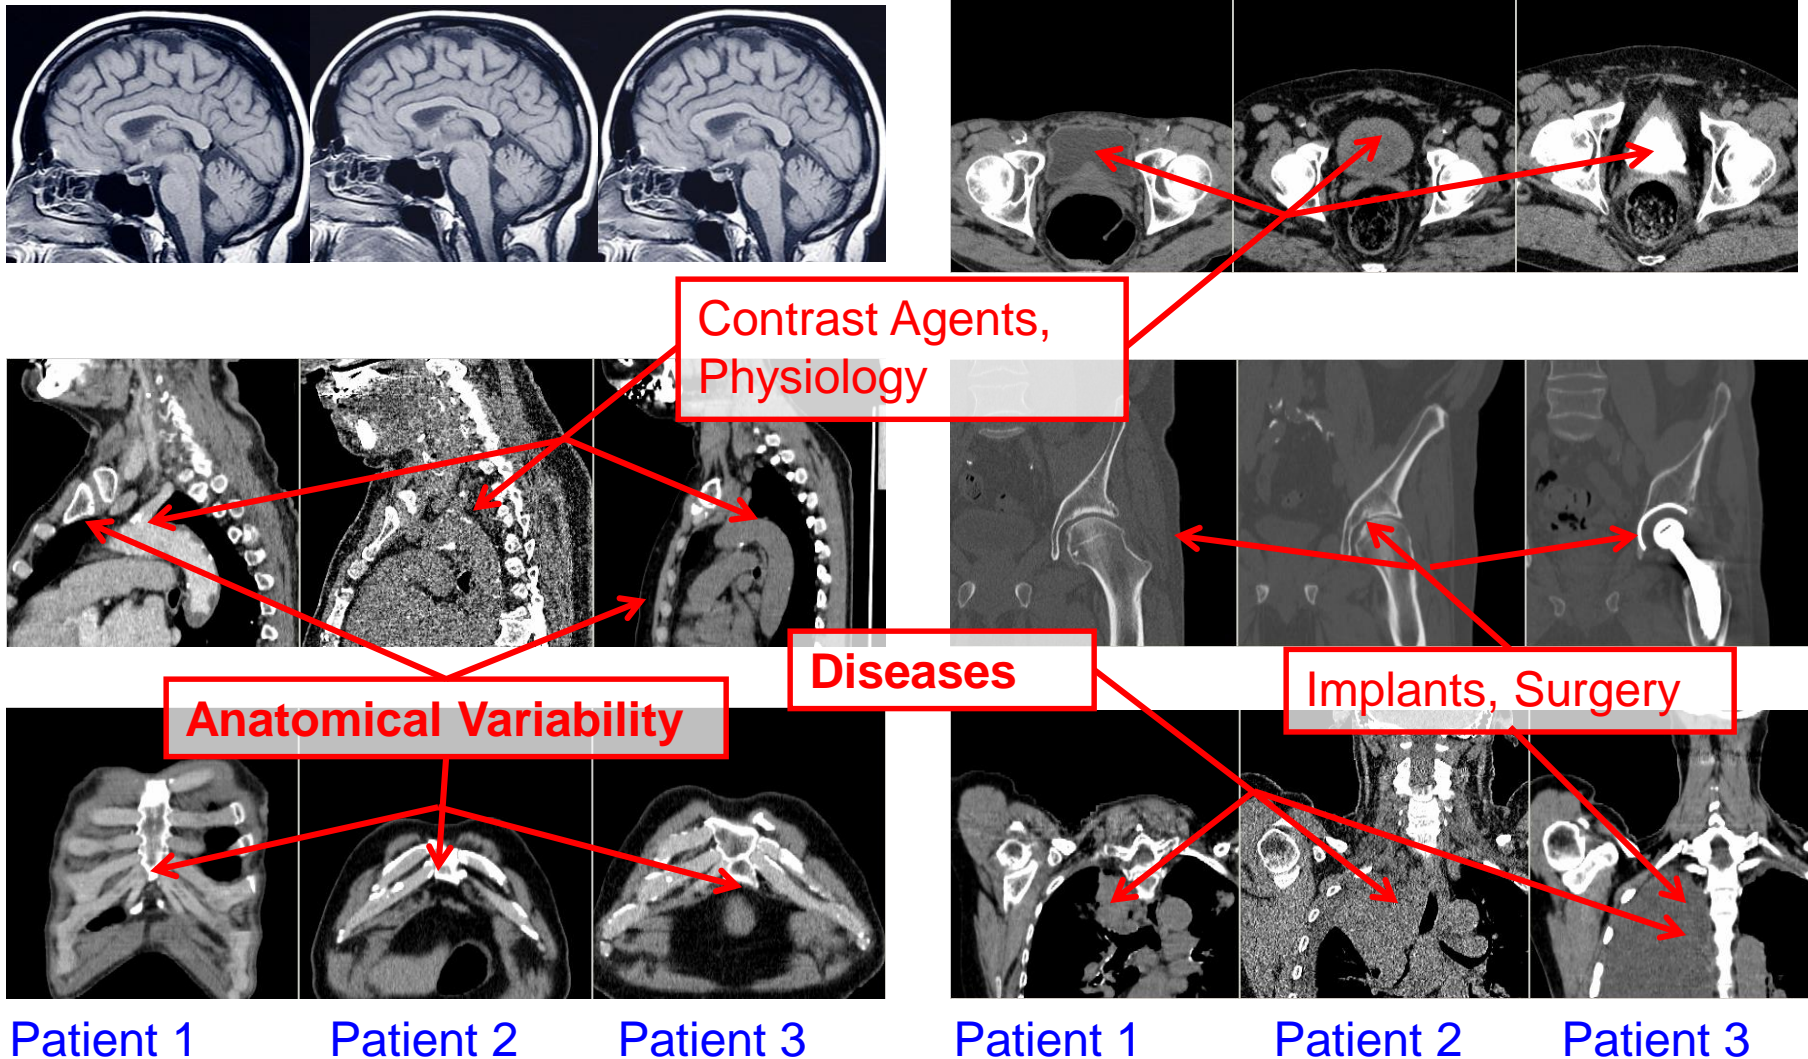 Contrast Agents,
Physiology
Diseases
Implants, Surgery
Anatomical Variability
Patient 1
Patient 2
Patient 3
Patient 1
Patient 2
Patient 3